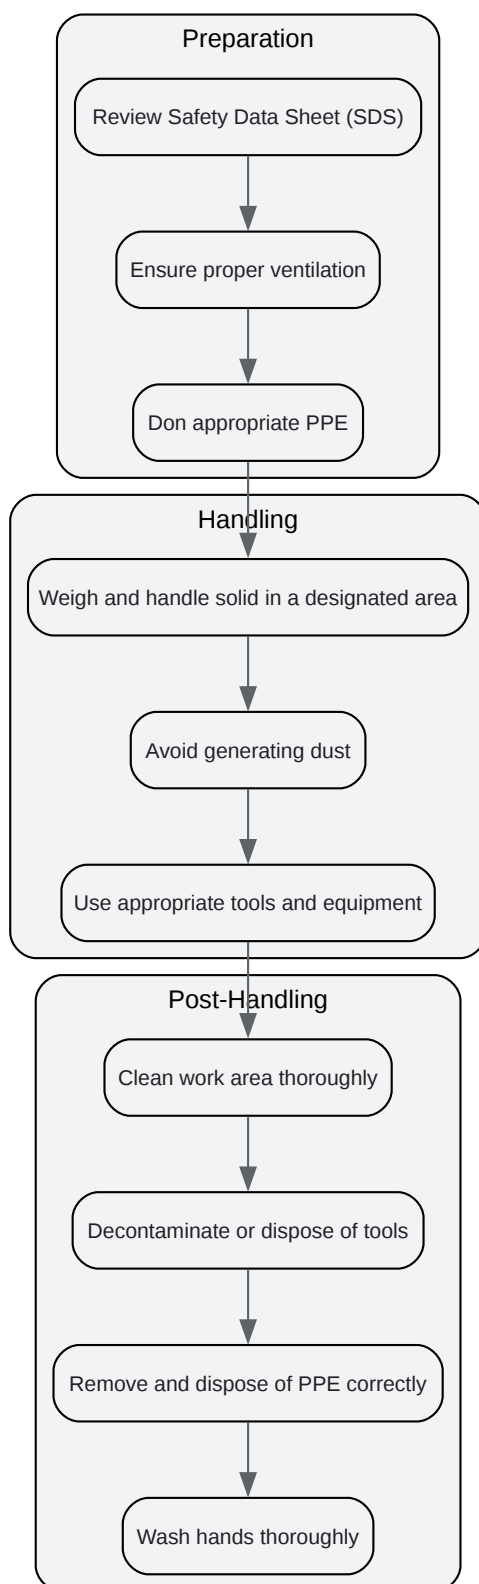 Preparation
Review Safety Data Sheet (SDS)
Ensure proper ventilation
Don appropriate PPE
Handling
Weigh and handle solid in a designated area
Avoid generating dust
Use appropriate tools and equipment
Post-Handling
Clean work area thoroughly
Decontaminate or dispose of tools
Remove and dispose of PPE correctly
Wash hands thoroughly